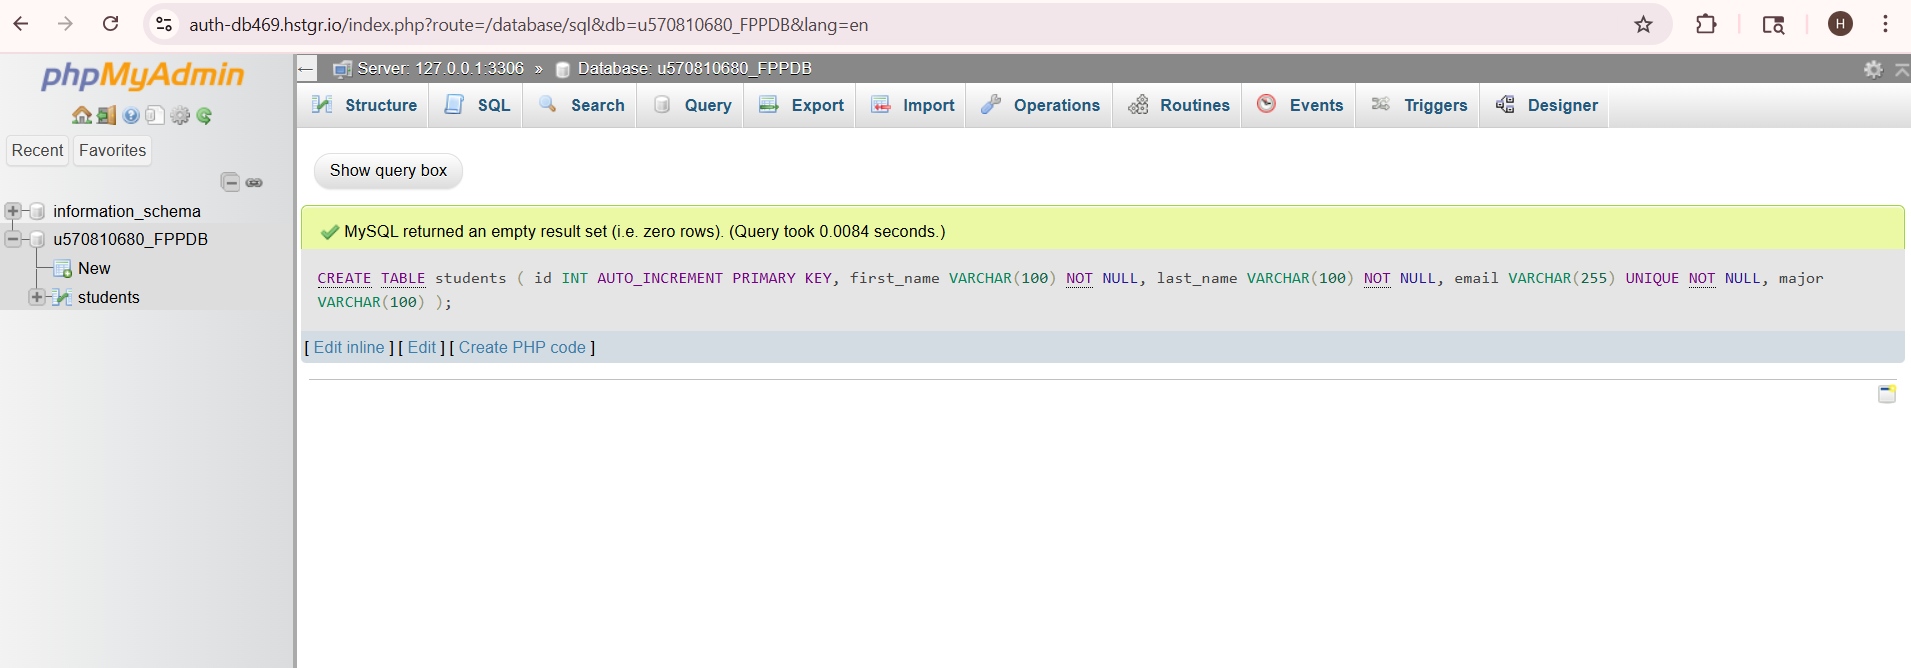 auth-db469.hstgr.io/index.php?route=/database/sql&db=u570810680_FPPDB&lang=en
H
phpMyAdmin
Recent Favorites
information_schema
u570810680_FPPDB
New
students
Server: 127.0.0.1:3306 » Database: u570810680_FPPDB
Structure SQL Search Query Export Import Operations Routines Events Triggers Designer
Show query box
MySQL returned an empty result set (i.e. zero rows). (Query took 0.0084 seconds.)
CREATE TABLE students ( id INT AUTO_INCREMENT PRIMARY KEY, first_name VARCHAR(100) NOT NULL, last_name VARCHAR(100) NOT NULL, email VARCHAR(255) UNIQUE NOT NULL, major
VARCHAR(100) );
[ Edit inline ] [ Edit ] [ Create PHP code ]